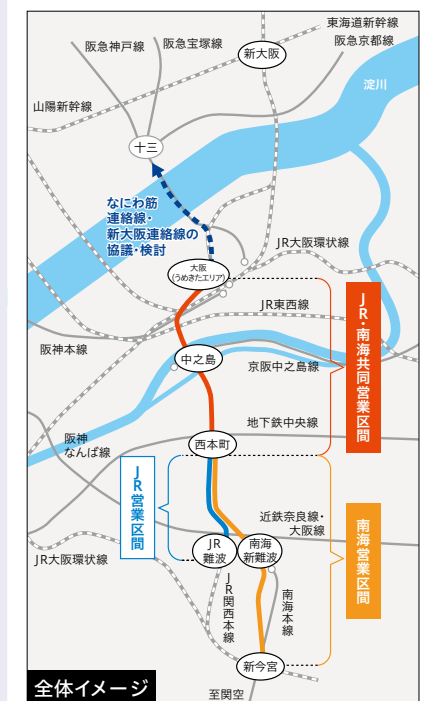 東海道新幹線
阪急神戸線
阪急宝塚線
阪急京都線
新大阪
淀川
山陽新幹線
十三
なにわ筋
連絡線・
新大阪連絡線の
協議・検討
JR大阪環状線
大阪
(うめきたエリア)
JR東西線
JR・南海共同営業区間
阪神本線
中之島
京阪中之島線
地下鉄中央線
阪神
なんば線
西本町
JR営業区間
近鉄奈良線・
大阪線
南海営業区間
JR大阪環状線
JR
難波
南海
新難波
JR関西本線
南海本線
新今宮
全体イメージ
至関空